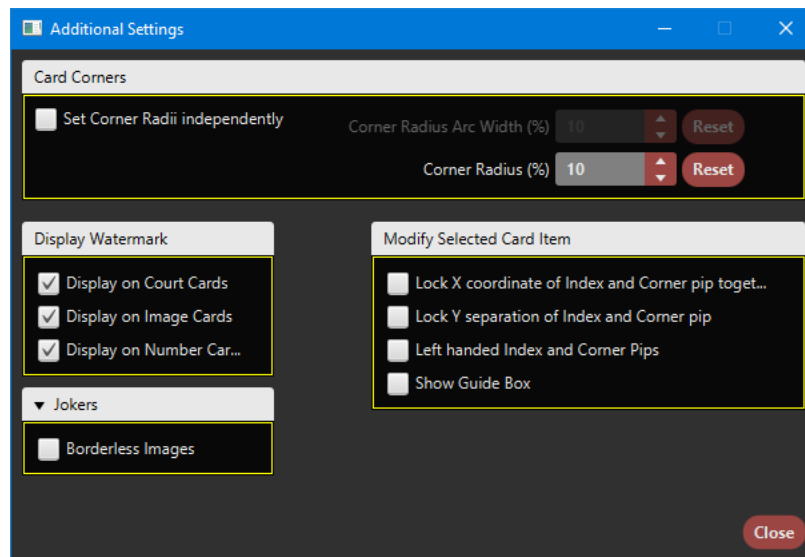 Additional Settings
Card Corners
Set Corner Radii independently
Corner Radius Arc Width (%) 10 Reset
Corner Radius (%) 10 Reset
Display Watermark
Display on Court Cards
Display on Image Cards
Display on Number Car...
Jokers
Borderless Images
Modify Selected Card Item
Lock X coordinate of Index and Corner pip toget...
Lock Y separation of Index and Corner pip
Left handed Index and Corner Pips
Show Guide Box
Close